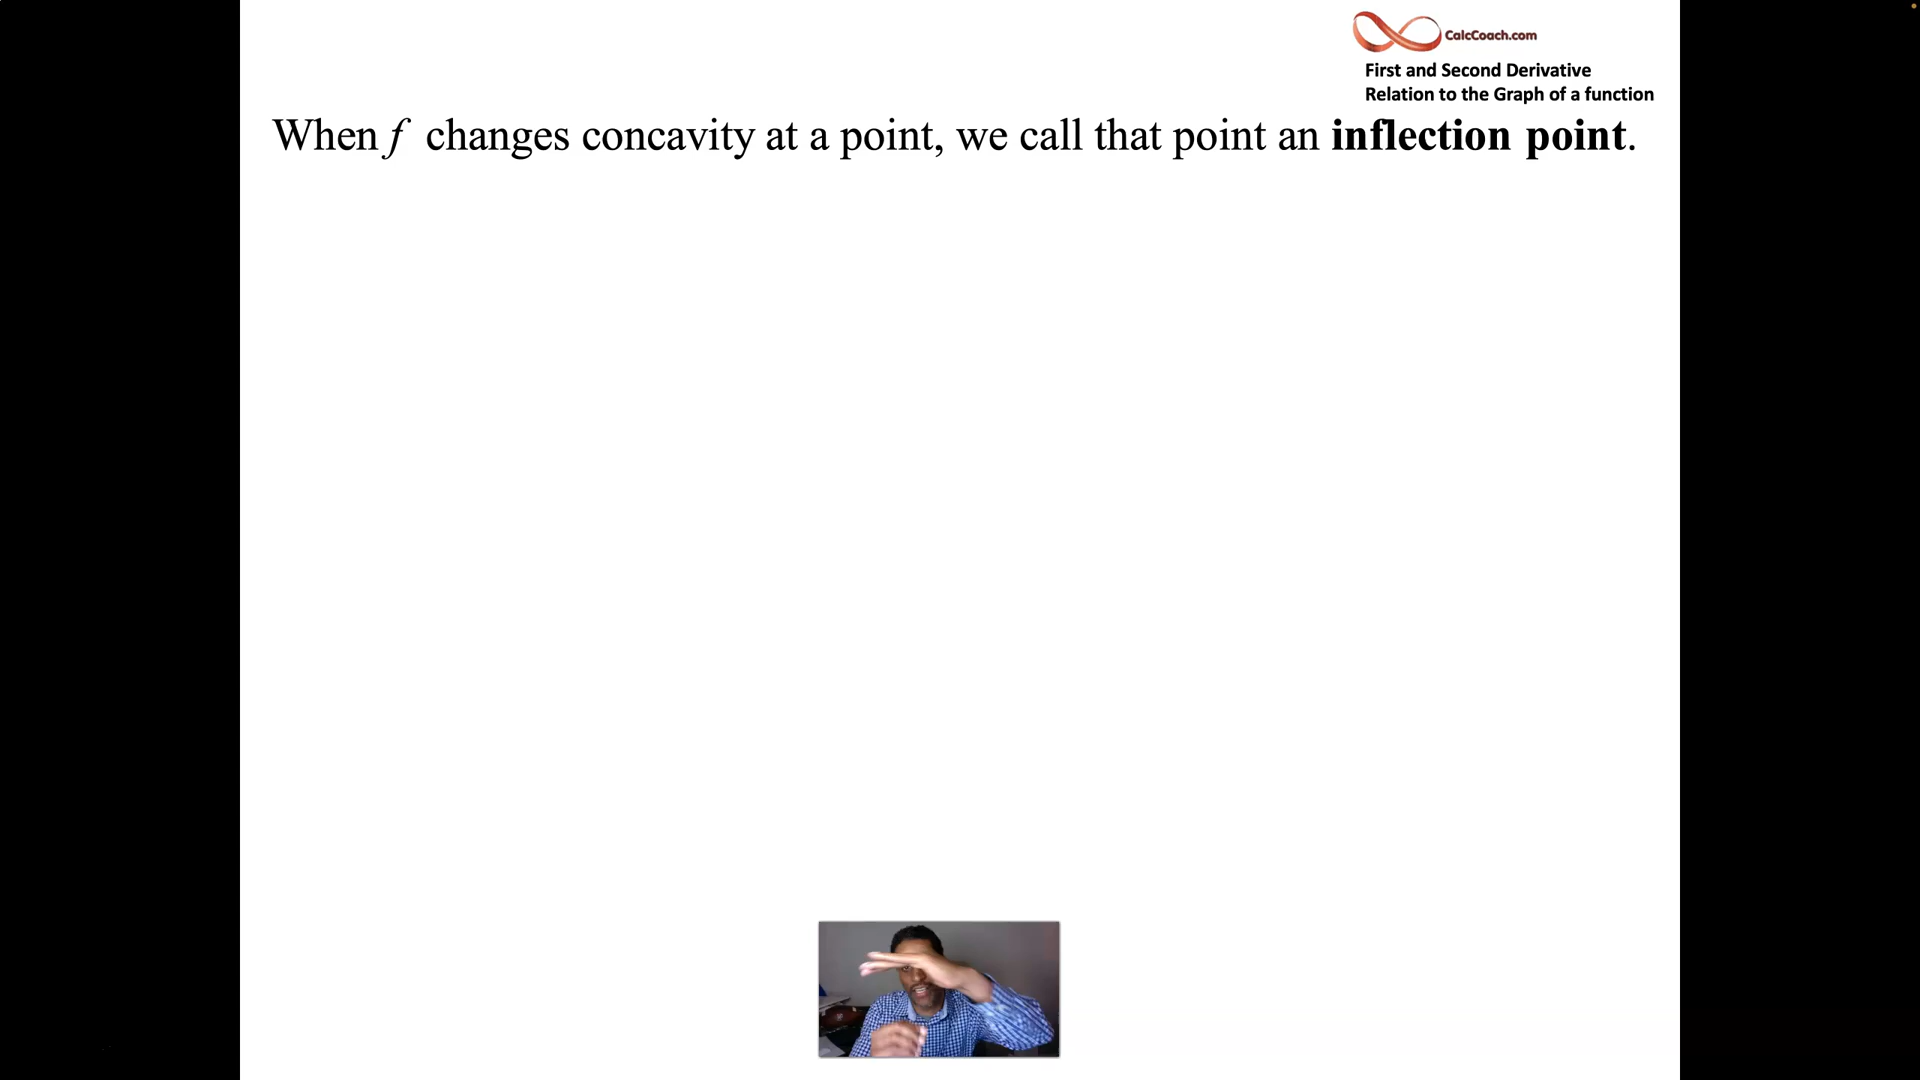 CalcCoach.com
First and Second Derivative
Relation to the Graph of a function
When f changes concavity at a point, we call that point an inflection point.